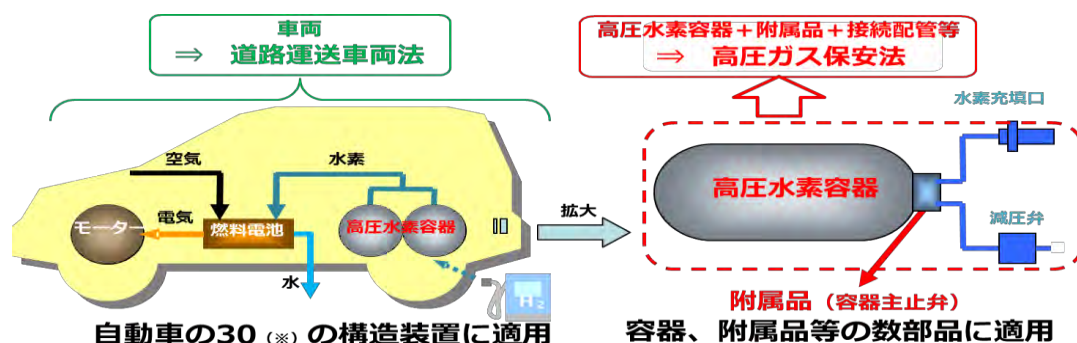 車両
⇒ 道路運送車両法
空気
水素
モーター
電気
燃料電池
高圧水素容器
水
H2
自動車の30（※）の構造装置に適用
拡大
高圧水素容器＋附属品＋接続配管等
⇒ 高圧ガス保安法
水素充填口
高圧水素容器
減圧弁
附属品（容器主止弁）
容器、附属品等の数部品に適用